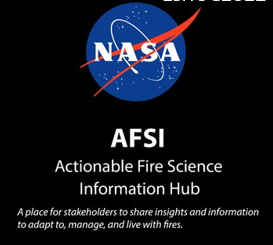 NASA
AFSI
Actionable Fire Science
Information Hub
A place for stakeholders to share insights and information
to adapt to, manage, and live with fires.